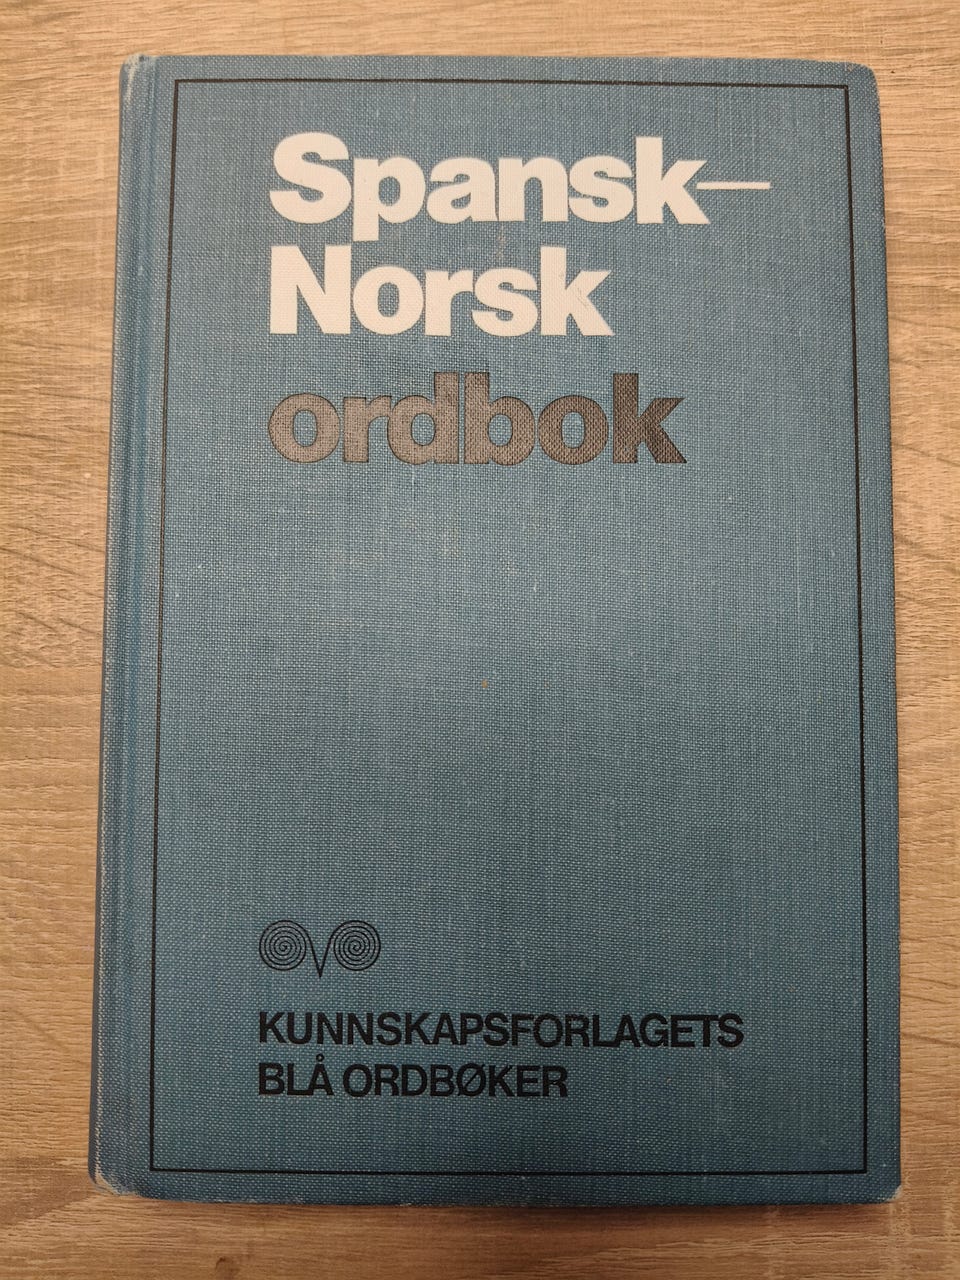 Spansk—
Norsk
ordbok
KUNNSKAPSFORLAGETS
BLÅ ORDBØKER